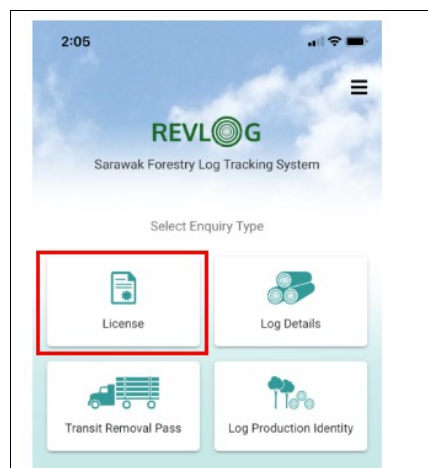 2:05
REVLOG
Sarawak Forestry Log Tracking System
Select Enquiry Type
License
Log Details
Transit Removal Pass
Log Production Identity